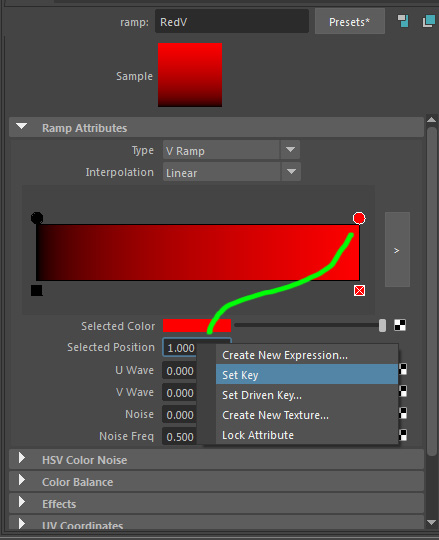 ramp: RedV Presets*
Sample
Ramp Attributes
Type V Ramp
Interpolation Linear
>
Selected Color
Selected Position 1.000
Create New Expression...
U Wave 0.000 Set Key
V Wave 0.000 Set Driven Key...
Noise 0.000 Create New Texture...
Noise Freq 0.500 Lock Attribute
HSV Color Noise
Color Balance
Effects
UV Coordinates